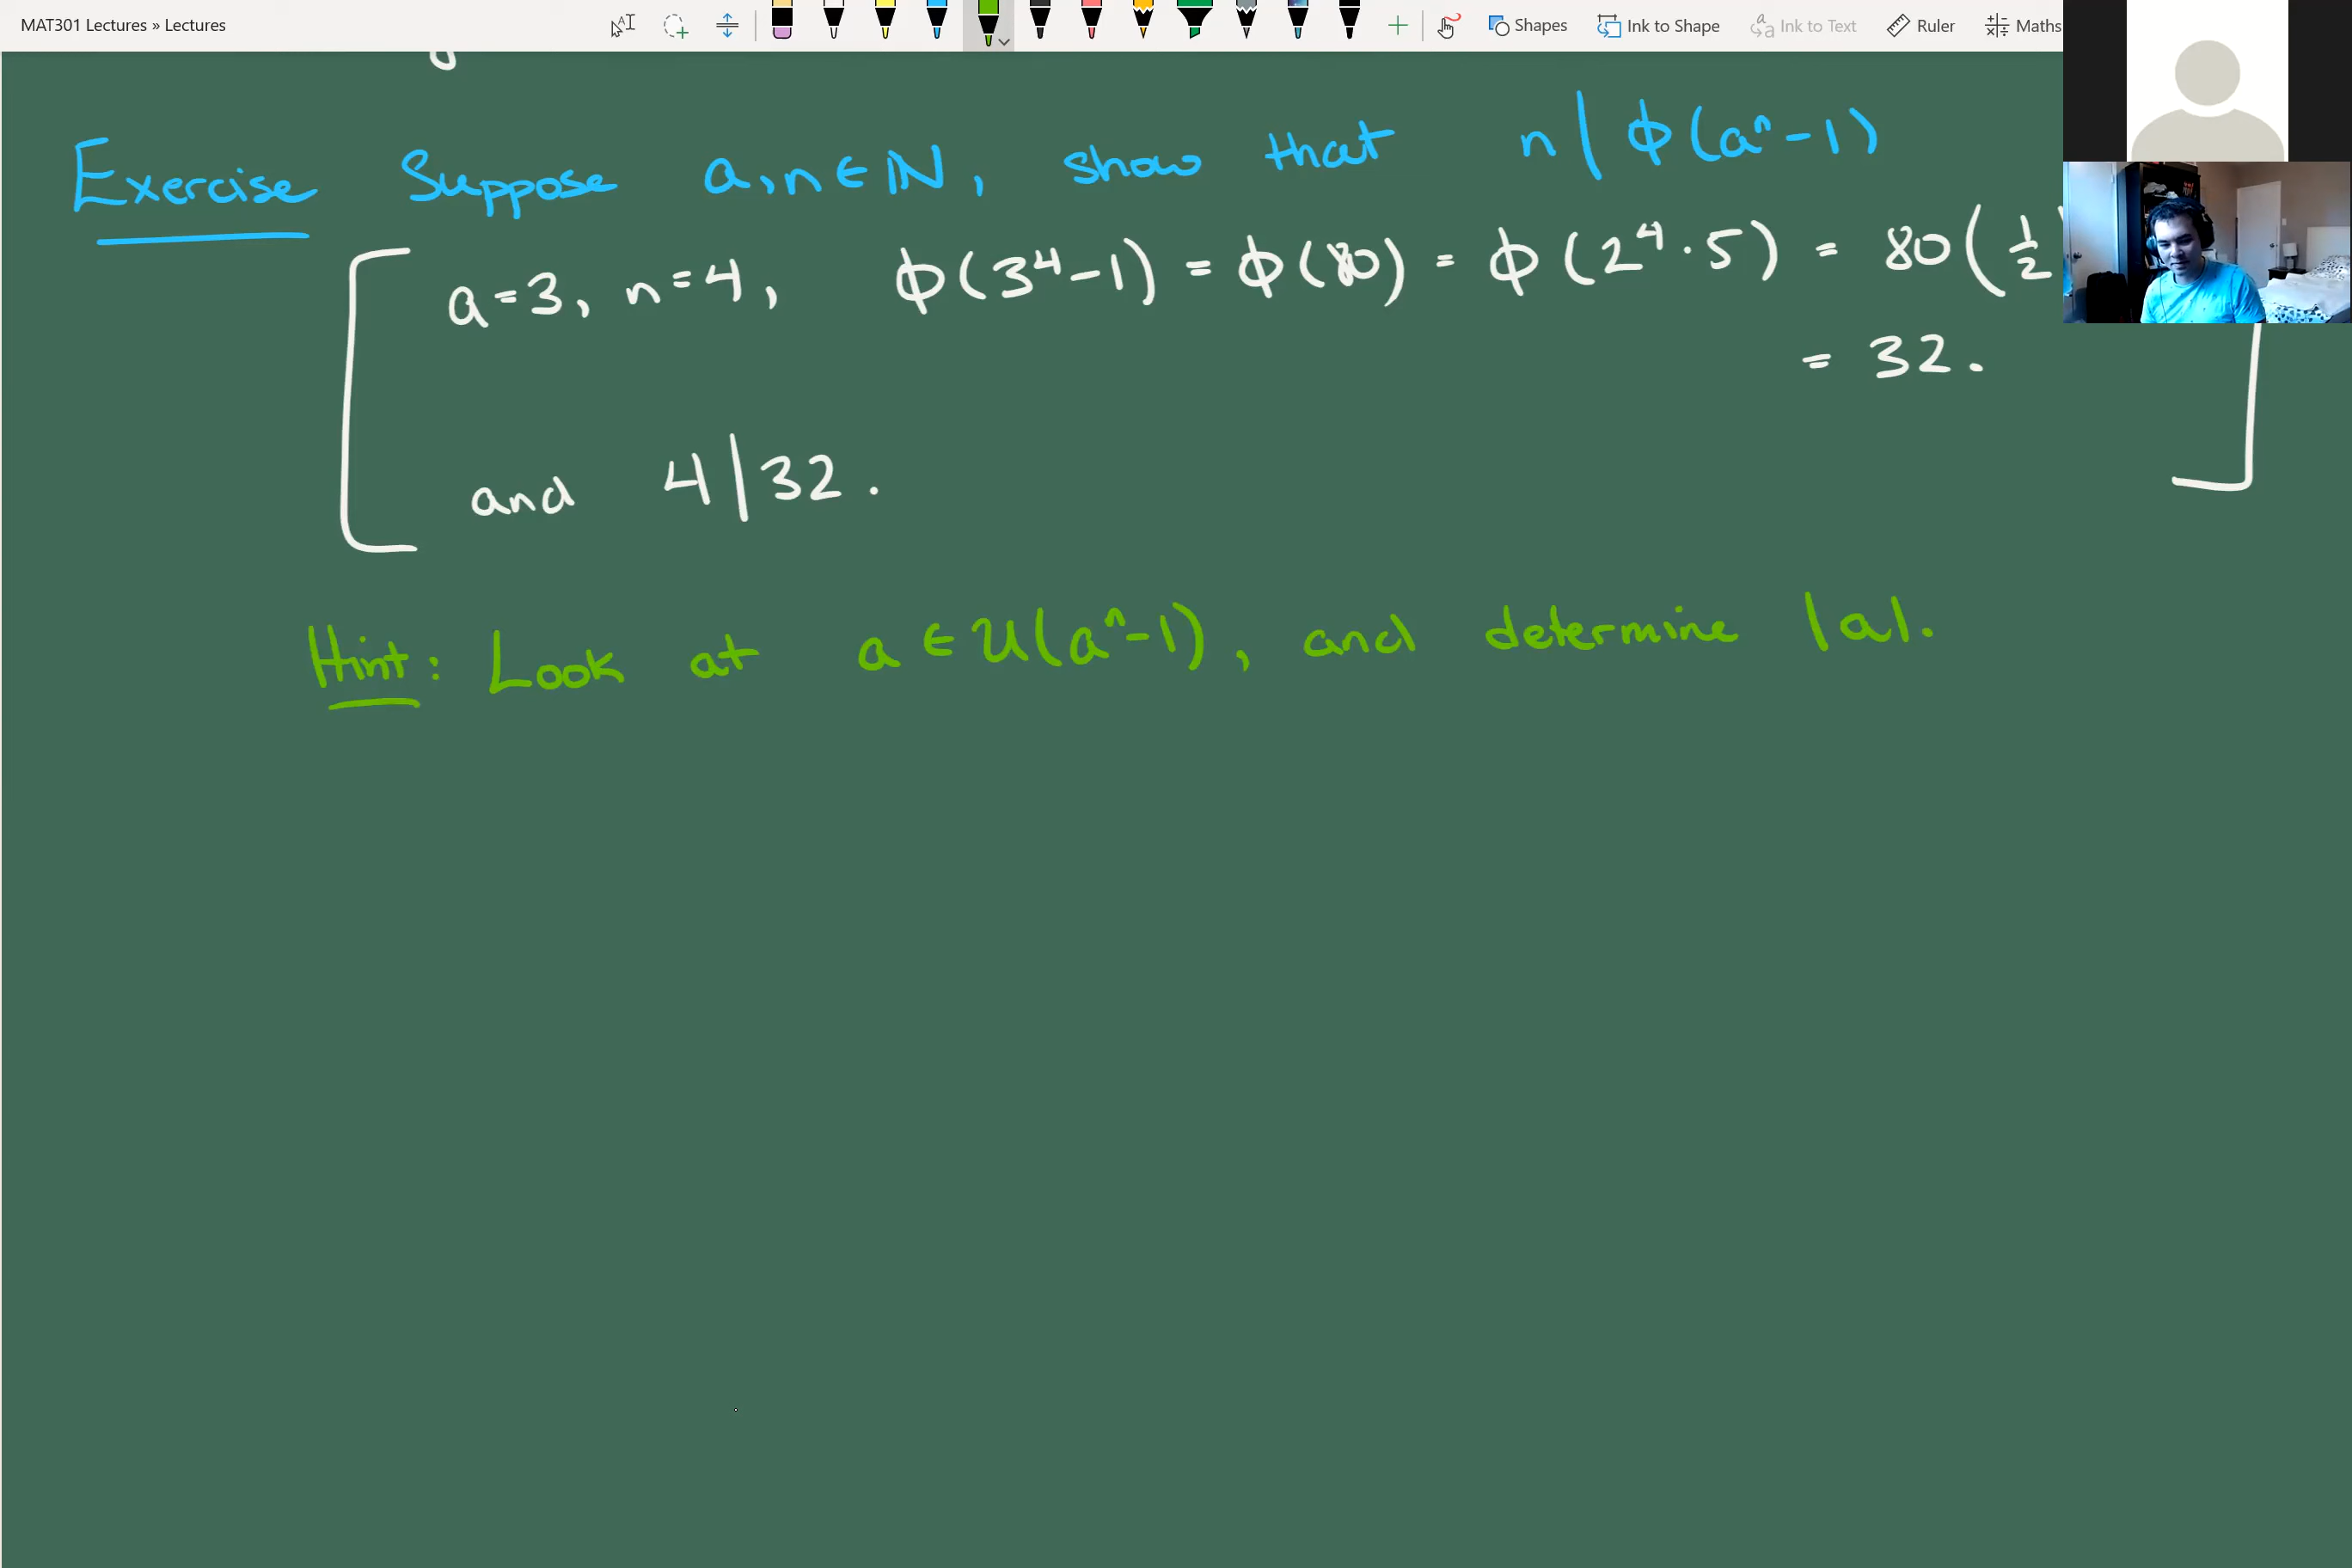 MAT301 Lectures » Lectures
Shapes Ink to Shape Ink to Text Ruler Maths
Exercise Suppose a,n∈ℕ, show that n | ϕ(aⁿ-1)
a=3, n=4, ϕ(3⁴-1) = ϕ(80) = ϕ(2⁴·5) = 80(1/2
= 32.
and 4|32.
Hint: Look at a ∈ U(aⁿ-1), and determine |a|.